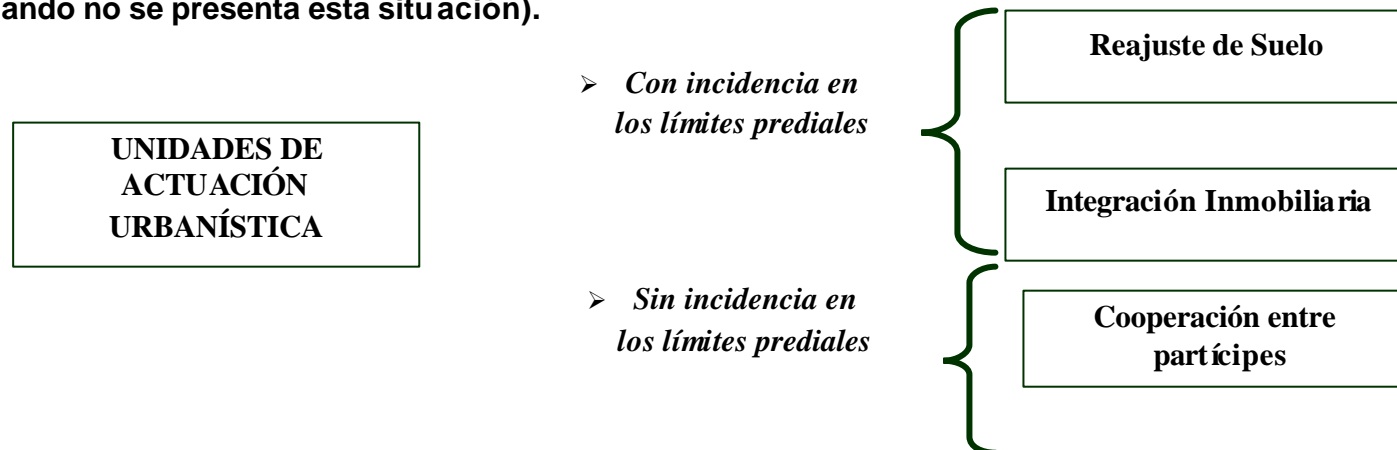 ando no se presenta esta situación).
UNIDADES DE
ACTUACIÓN
URBANÍSTICA
➢ Con incidencia en
los límites prediales
Reajuste de Suelo
Integración Inmobiliaria
➢ Sin incidencia en
los límites prediales
Cooperación entre
partícipes